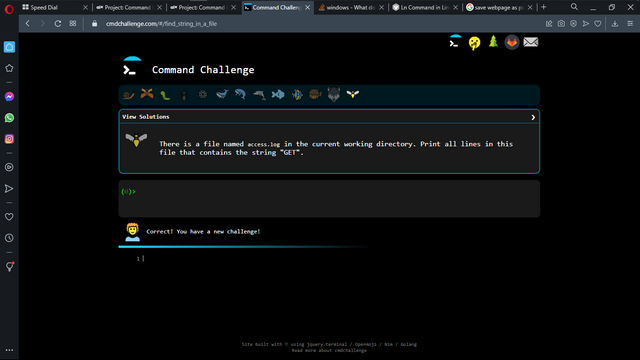 Speed Dial
Project: Command
Project: Command
Command Challeng
windows - What do
Ln Command in Lin
save webpage as p
cmdchallenge.com/#/find_string_in_a_file
Command Challenge
View Solutions
There is a file named access.log in the current working directory. Print all lines in this
file that contains the string "GET".
Correct! You have a new challenge!
1
Site built with ♡ using jquery.terminal / Openmoji / Nim / Golang
Read more about cmdchallenge